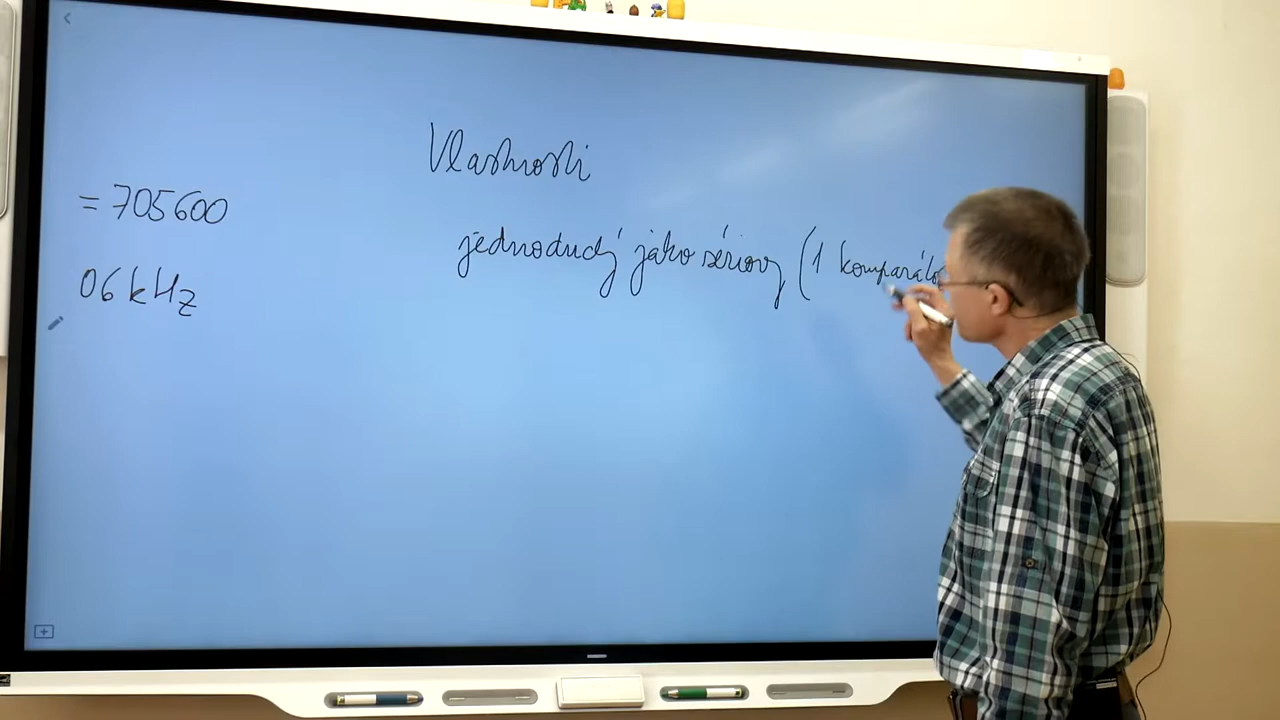 Vlastnosti
= 705600
jednoduchý jako sériový (1 komparáto
06 kHz